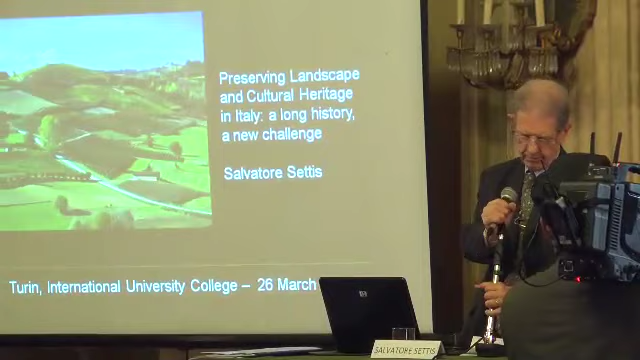 Preserving Landscape
and Cultural Heritage
in Italy: a long history,
a new challenge
Salvatore Settis
Turin, International University College – 26 March
SALVATORE SETTIS
hp